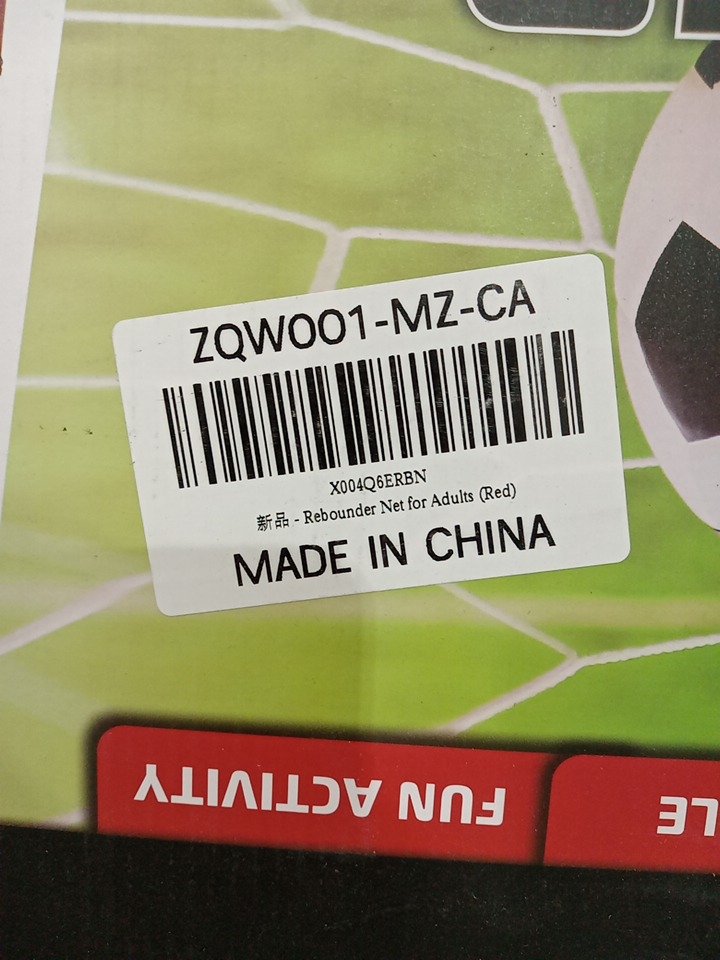 ZQW001-MZ-CA
X004Q6ERBN
新品 - Rebounder Net for Adults (Red)
MADE IN CHINA
FUN ACTIVITY